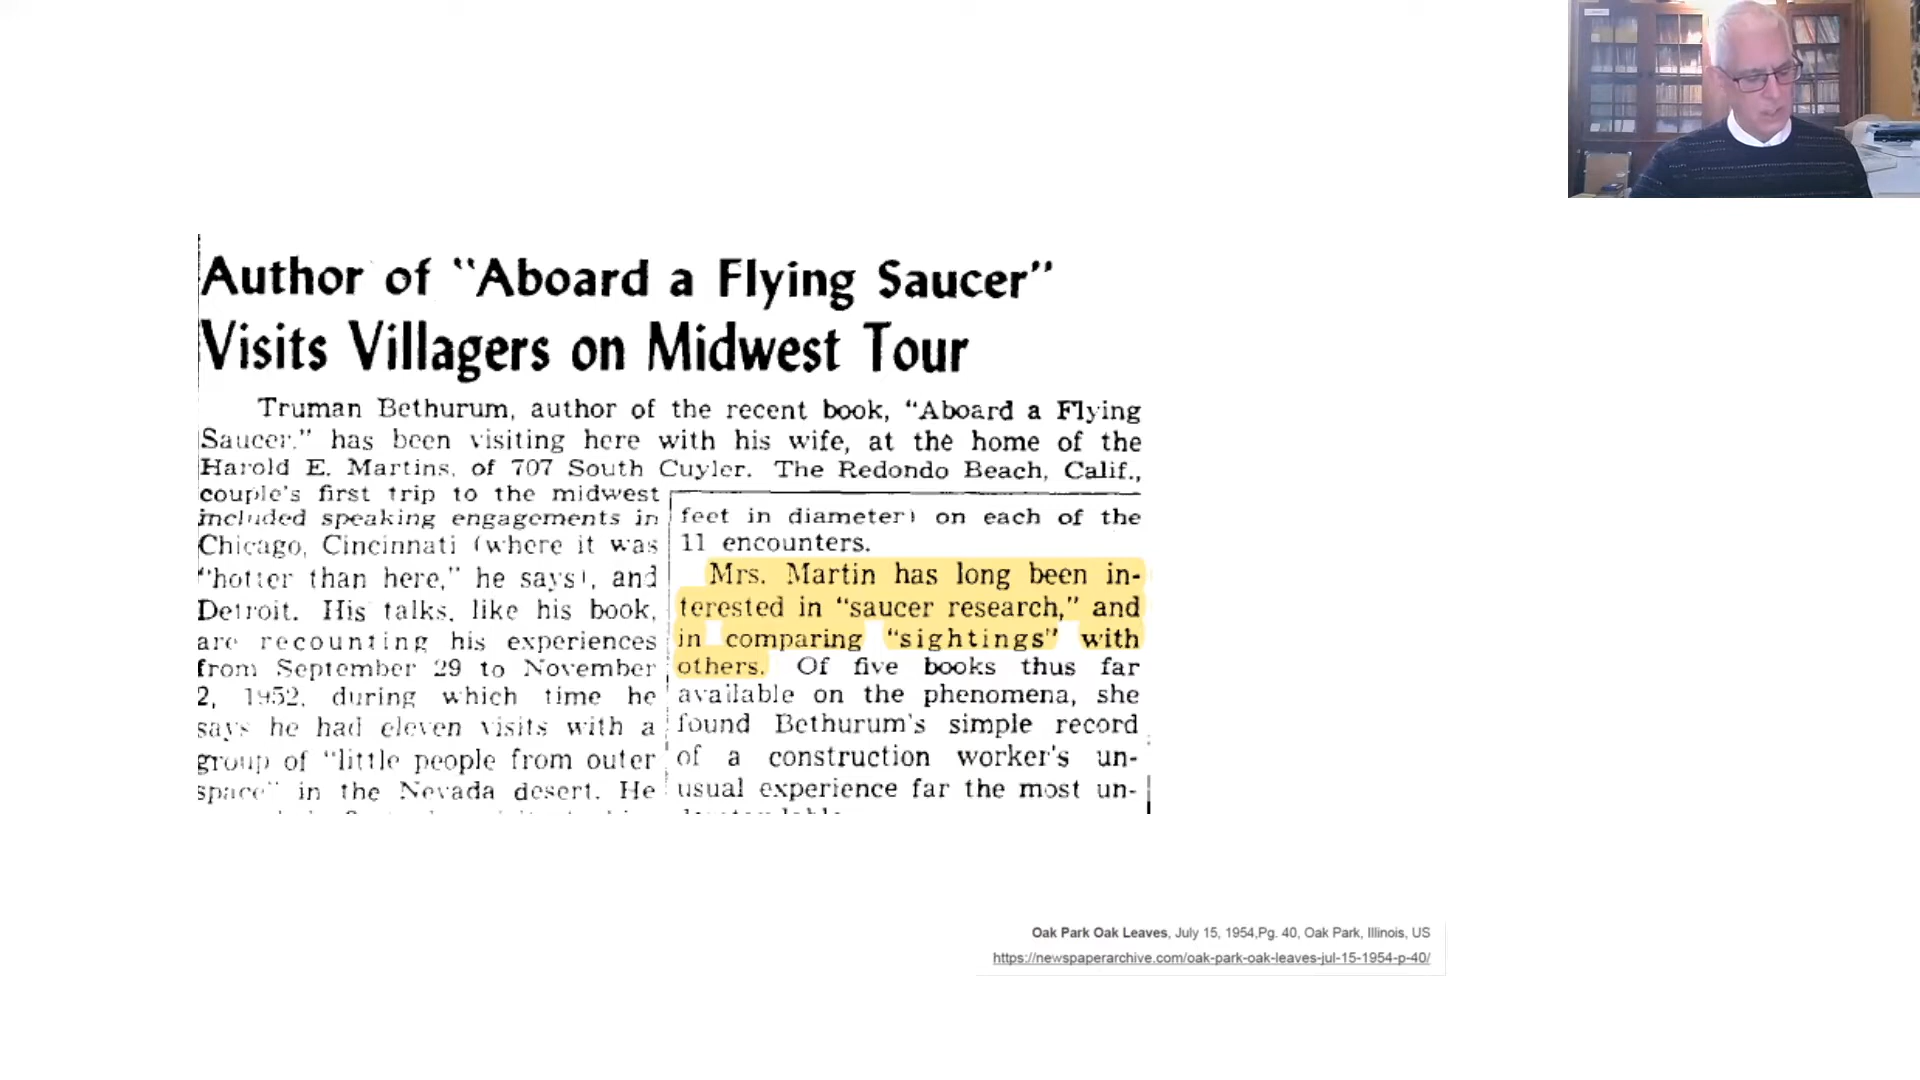 Author of "Aboard a Flying Saucer"
Visits Villagers on Midwest Tour
Truman Bethurum, author of the recent book, "Aboard a Flying
Saucer." has been visiting here with his wife, at the home of the
Harold E. Martins, of 707 South Cuyler. The Redondo Beach, Calif.,
couple's first trip to the midwest
included speaking engagements in
Chicago, Cincinnati (where it was
"hotter than here," he says), and
Detroit. His talks, like his book,
are recounting his experiences
from September 29 to November
2, 1952, during which time he
says he had eleven visits with a
group of "little people from outer
space" in the Nevada desert. He
feet in diameter) on each of the
11 encounters.
Mrs. Martin has long been in-
terested in "saucer research," and
in comparing "sightings" with
others. Of five books thus far
available on the phenomena, she
found Bethurum's simple record
of a construction worker's un-
usual experience far the most un-
Oak Park Oak Leaves, July 15, 1954,Pg. 40, Oak Park, Illinois, US
https://newspaperarchive.com/oak-park-oak-leaves-jul-15-1954-p-40/